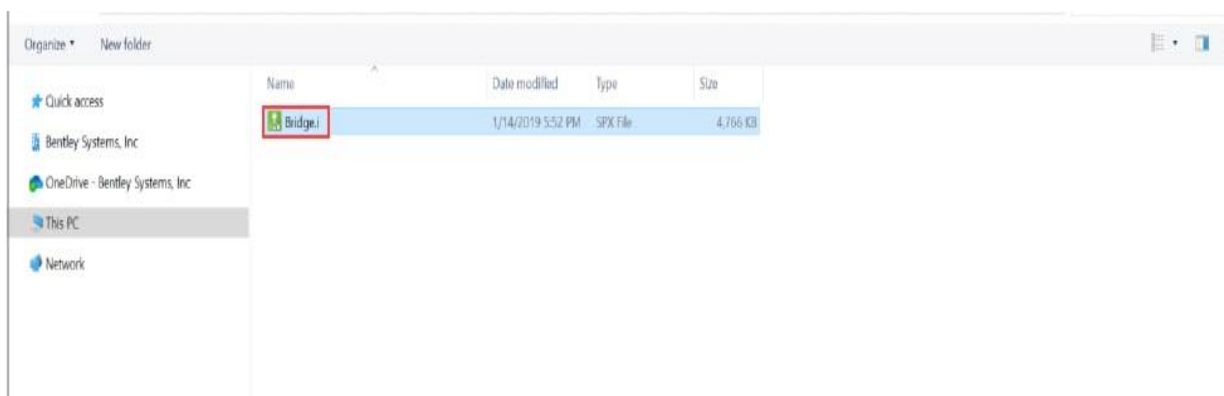 Organize New folder
Name Date modified Type Size
Quick access
Bridge.i 1/14/2019 5:52 PM SPX File 4,766 KB
Bentley Systems, Inc
OneDrive - Bentley Systems, Inc
This PC
Network